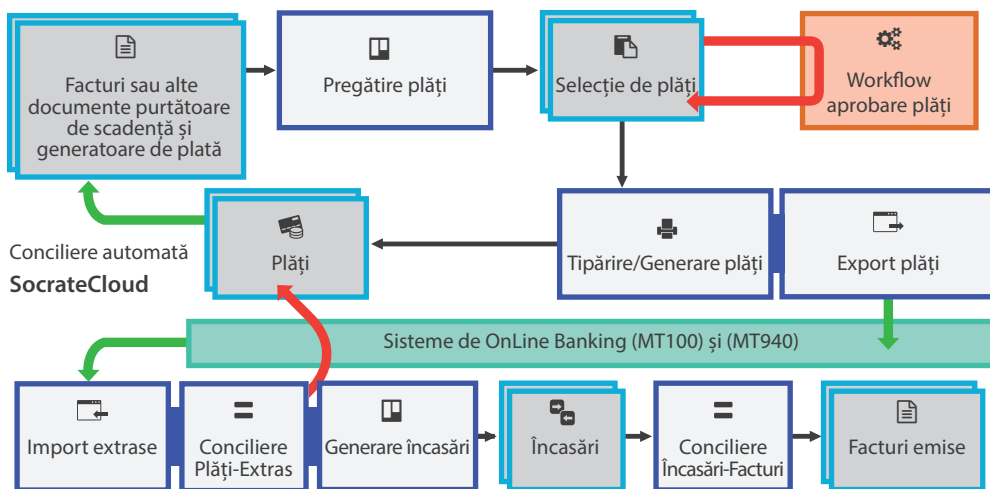 Facturi sau alte
documente purtătoare
de scadență și
generatoare de plată
Pregătire plăți
Selecție de plăți
Workflow
aprobare plăți
Conciliere automată
SocrateCloud
Plăți
Tipărire/Generare plăți
Export plăți
Sisteme de OnLine Banking (MT100) și (MT940)
Import extrase
Conciliere
Plăți-Extras
Generare încasări
Încasări
Conciliere
Încasări-Facturi
Facturi emise